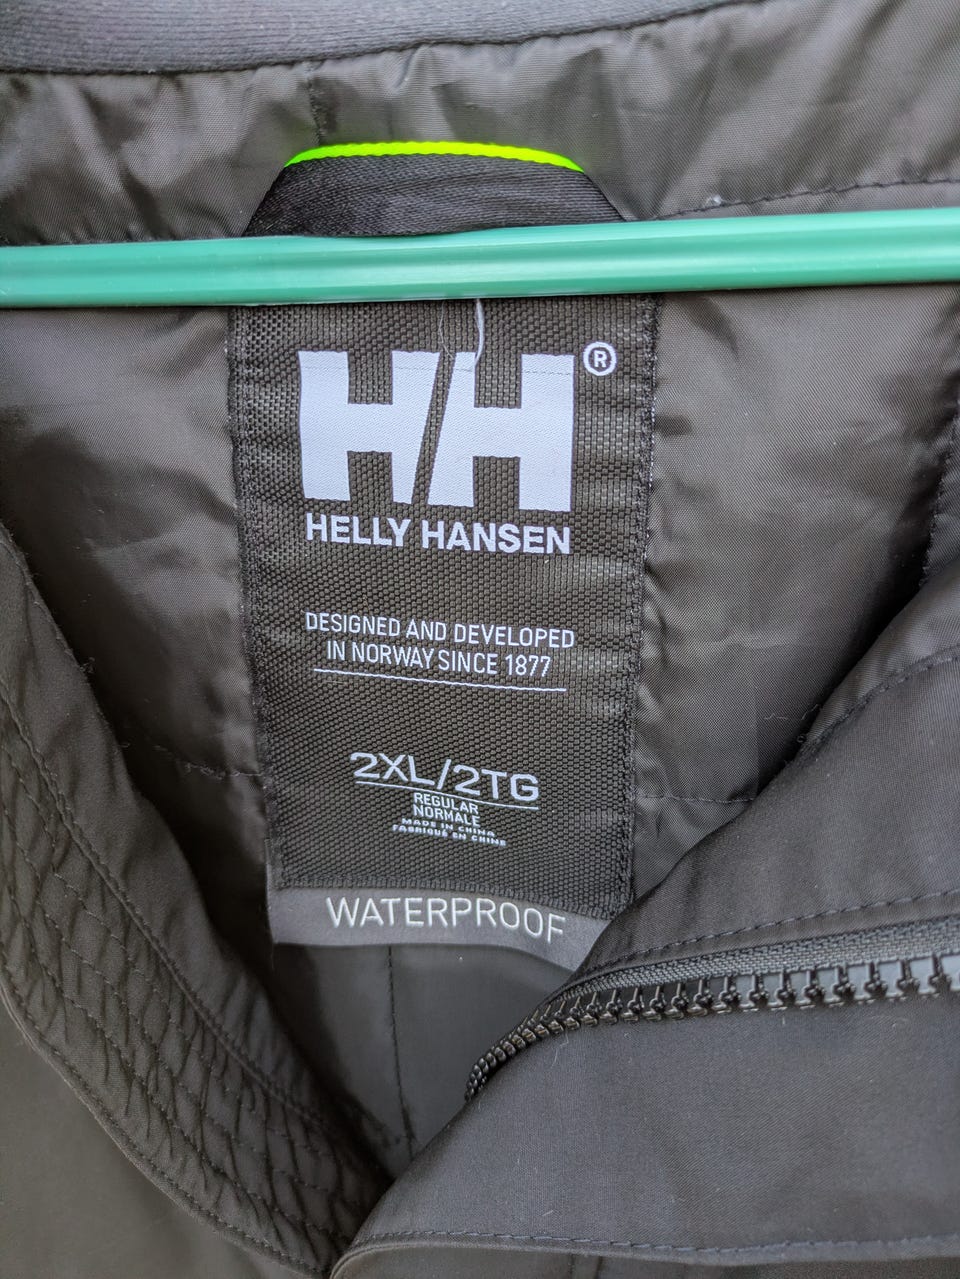 HH®
HELLY HANSEN
DESIGNED AND DEVELOPED
IN NORWAY SINCE 1877
2XL/2TG
REGULAR
NORMALE
MADE IN CHINA
FABRIQUÉ EN CHINE
WATERPROOF